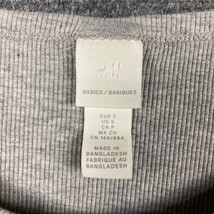 H&M
BASICS / BASIQUES
EUR S
US S
CA P
MX CH
CN 165/88A
MADE IN
BANGLADESH
FABRIQUÉ AU
BANGLADESH